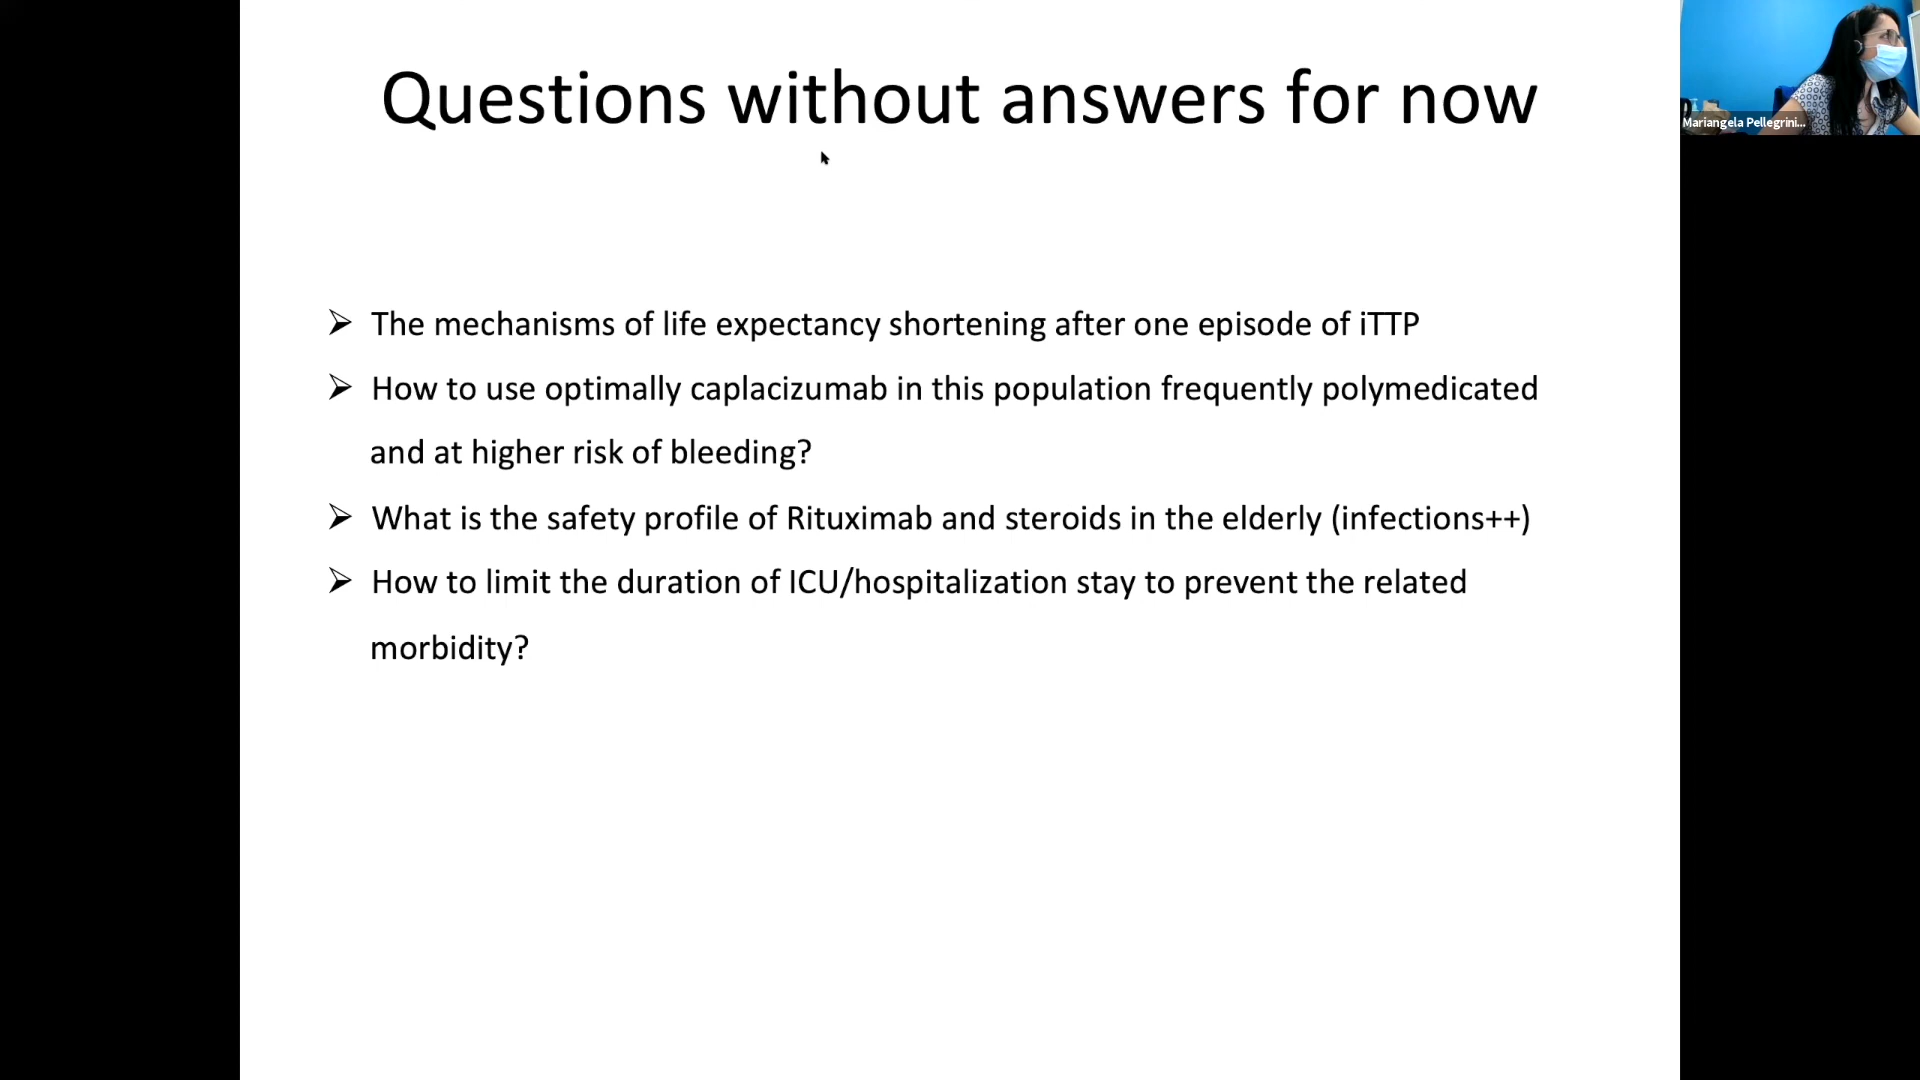 Questions without answers for now
Mariangela Pellegrini...
➢ The mechanisms of life expectancy shortening after one episode of iTTP
➢ How to use optimally caplacizumab in this population frequently polymedicated
and at higher risk of bleeding?
➢ What is the safety profile of Rituximab and steroids in the elderly (infections++)
➢ How to limit the duration of ICU/hospitalization stay to prevent the related
morbidity?